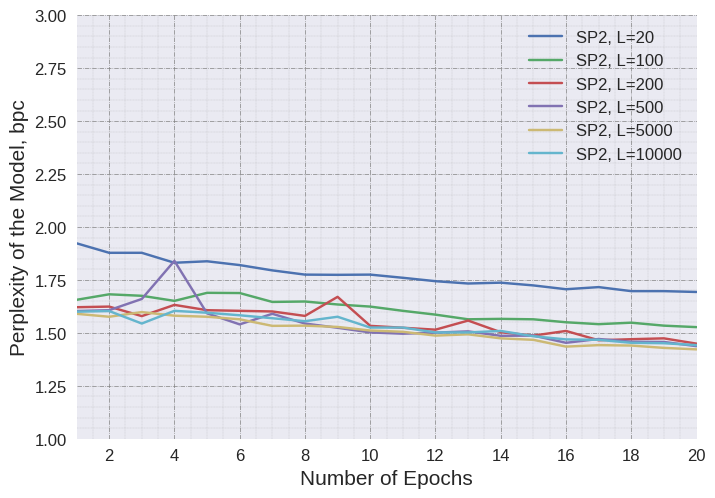 3.00
2.75
2.50
2.25
2.00
1.75
1.50
1.25
1.00
Perplexity of the Model, bpc
SP2, L=20
SP2, L=100
SP2, L=200
SP2, L=500
SP2, L=5000
SP2, L=10000
2 4 6 8 10 12 14 16 18 20
Number of Epochs